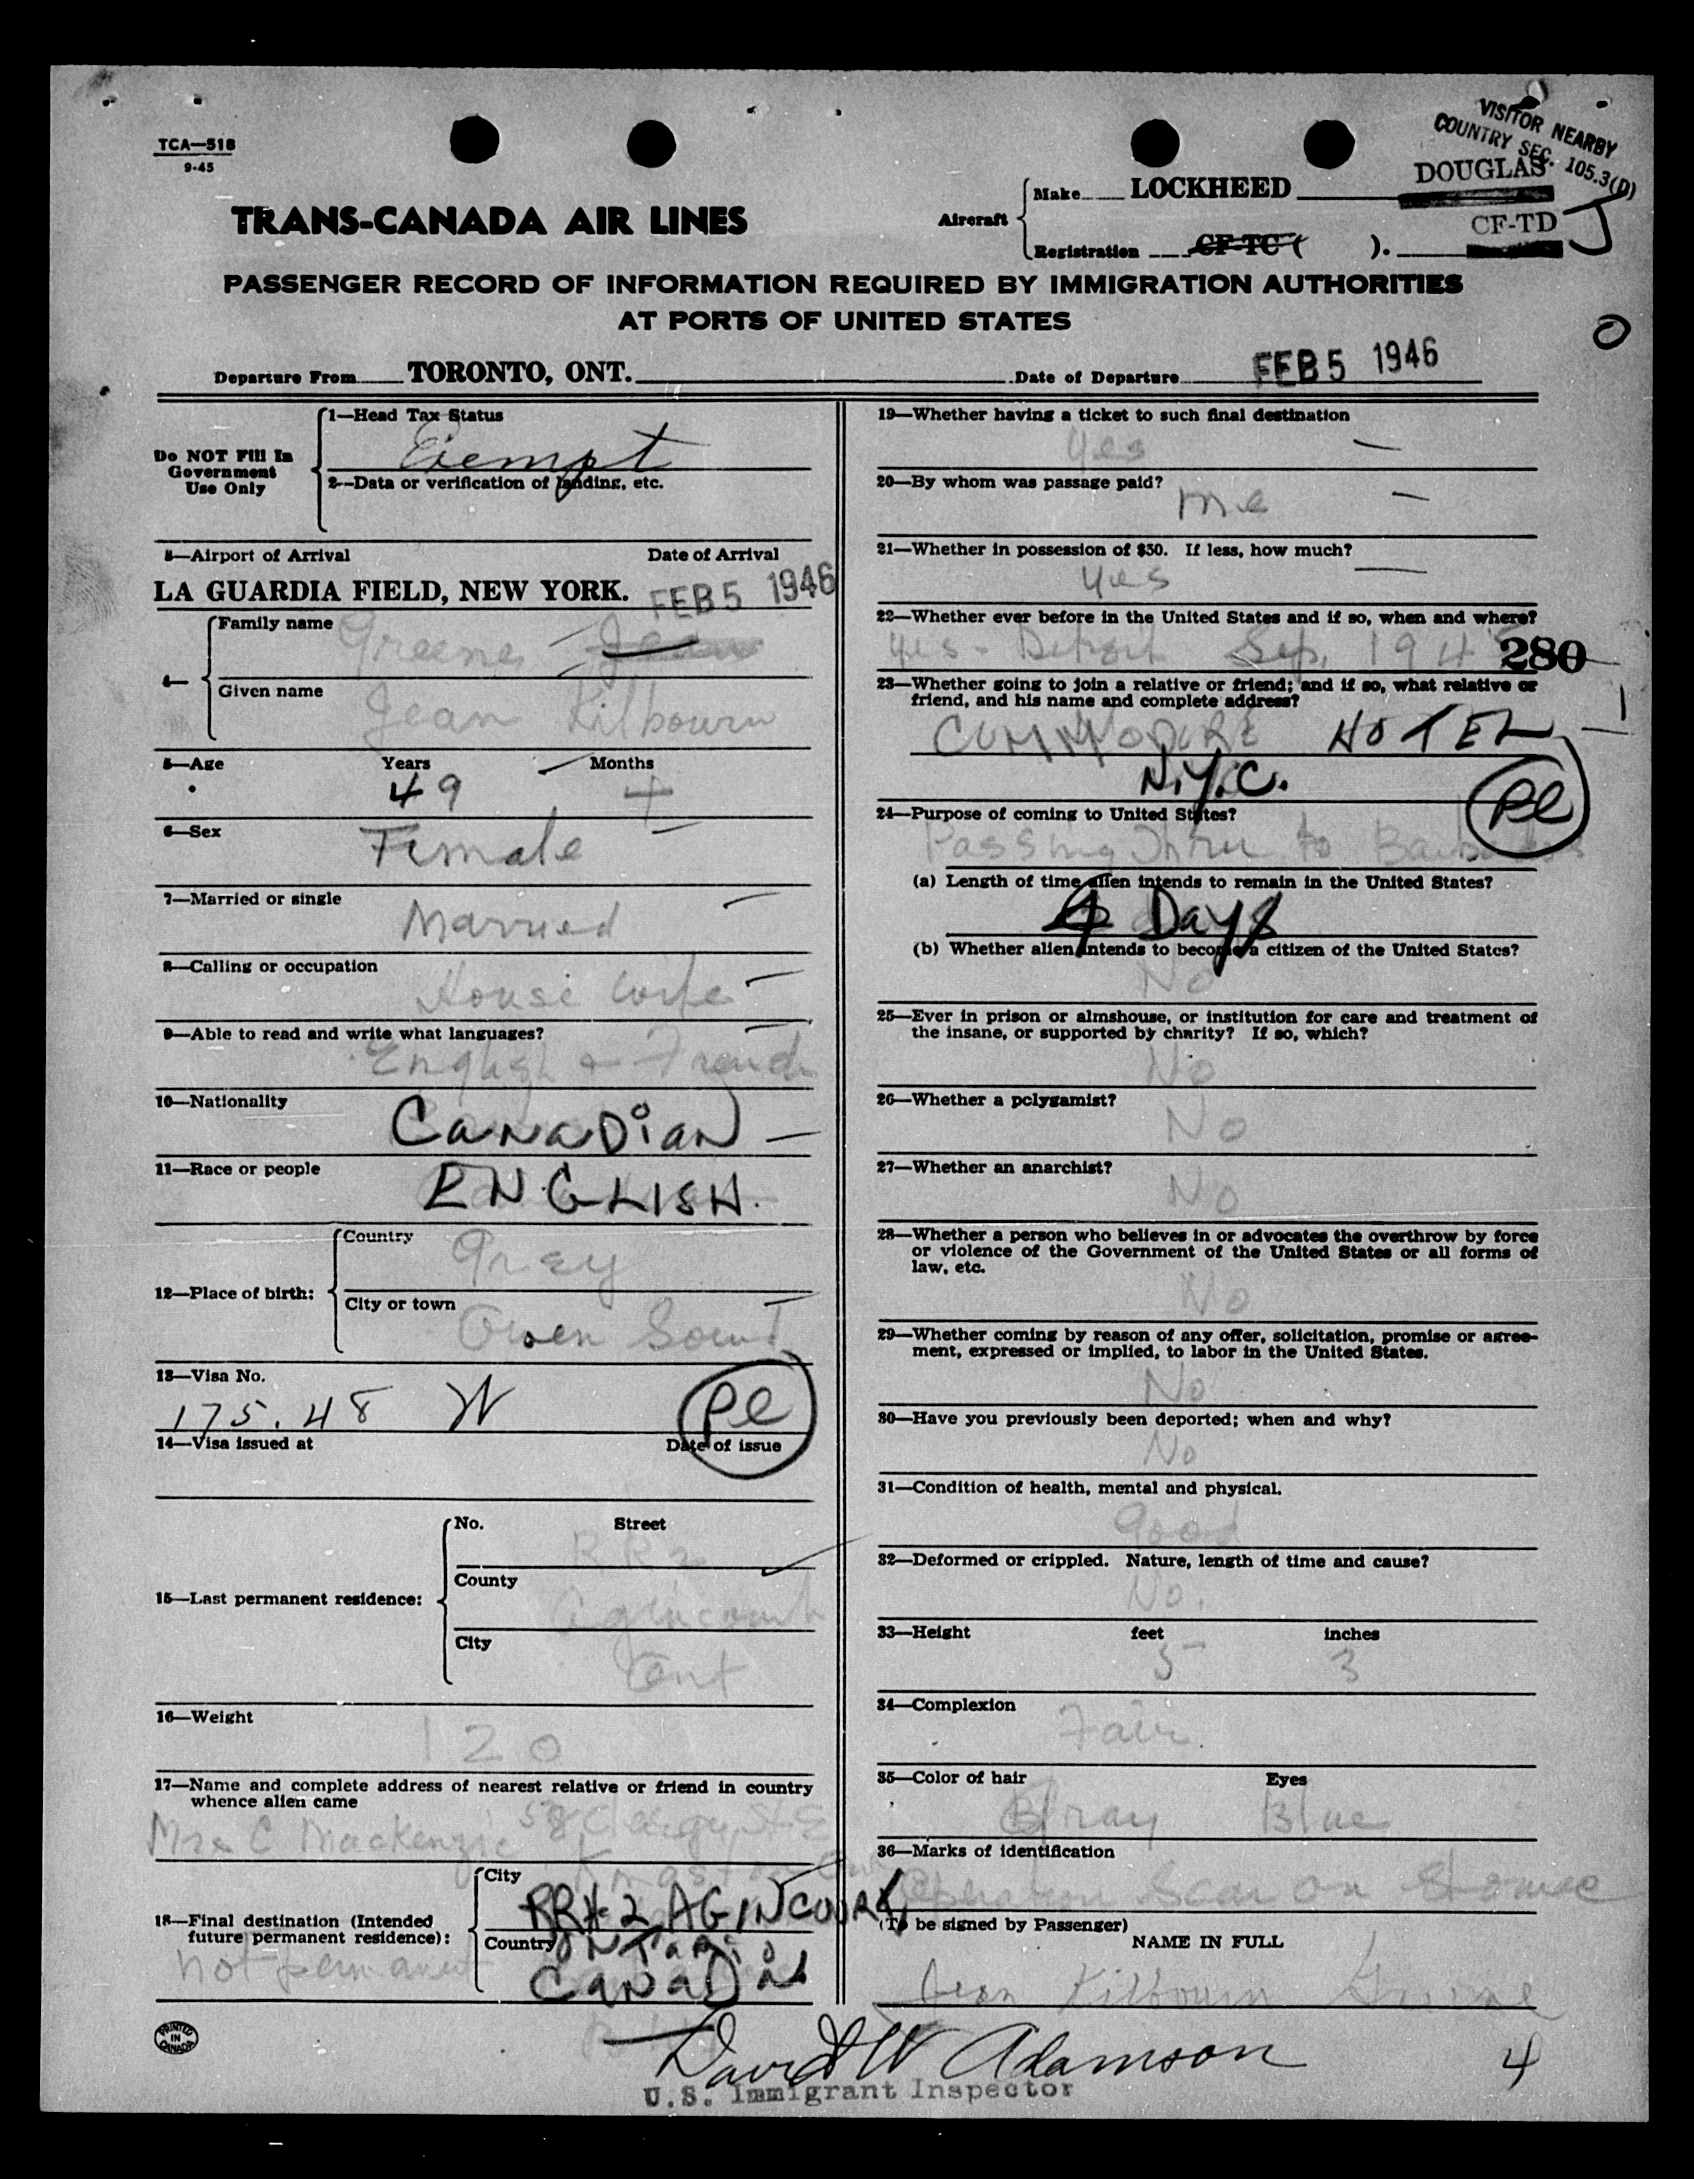 VISITOR NEARBY
COUNTRY SEC. 105.3(D)
TCA—518
9-45
DOUGLAS
Make LOCKHEED
TRANS-CANADA AIR LINES
Aircraft
CF-TD J
Registration CF-TC ( ).
PASSENGER RECORD OF INFORMATION REQUIRED BY IMMIGRATION AUTHORITIES
AT PORTS OF UNITED STATES
O
Departure From TORONTO, ONT. Date of Departure FEB 5 1946
Do NOT Fill In
Government
Use Only
1—Head Tax Status
Exempt
2—Data or verification of landing, etc.
3—Airport of Arrival Date of Arrival
LA GUARDIA FIELD, NEW YORK. FEB 5 1946
4—
Family name Greene Jean
Given name Jean Kilbourn
5—Age Years Months
49 4
6—Sex
Female
7—Married or single
Married
8—Calling or occupation
House wife
9—Able to read and write what languages?
English + French
10—Nationality
CANADIAN
11—Race or people
ENGLISH.
12—Place of birth:
Country Grey
City or town
Owen Sound
13—Visa No.
175.48 W PE
14—Visa issued at Date of issue
15—Last permanent residence:
No. Street
RR 2
County
Agincourt
City
Ont
16—Weight
120
17—Name and complete address of nearest relative or friend in country
whence alien came
Mrs C Mackenzie 58
18—Final destination (Intended
future permanent residence):
not permanent
City
RR#2 AGINCOURT,
Country ONTARIO
CANADA
PRINTED
IN
CANADA
19—Whether having a ticket to such final destination
Yes
20—By whom was passage paid?
me
21—Whether in possession of $50. If less, how much?
yes
22—Whether ever before in the United States and if so, when and where?
yes - Detroit Sep. 194
280
23—Whether going to join a relative or friend; and if so, what relative or
friend, and his name and complete address?
COMMODORE HOTEL
N.Y.C.
PE
24—Purpose of coming to United States?
Passing Thru to Barbados
(a) Length of time alien intends to remain in the United States?
4 Days
(b) Whether alien intends to become a citizen of the United States?
No
25—Ever in prison or almshouse, or institution for care and treatment of
the insane, or supported by charity? If so, which?
No
26—Whether a polygamist?
No
27—Whether an anarchist?
No
28—Whether a person who believes in or advocates the overthrow by force
or violence of the Government of the United States or all forms of
law, etc.
No
29—Whether coming by reason of any offer, solicitation, promise or agree-
ment, expressed or implied, to labor in the United States.
No
30—Have you previously been deported; when and why?
No
31—Condition of health, mental and physical.
Good
32—Deformed or crippled. Nature, length of time and cause?
No.
33—Height feet inches
5 3
34—Complexion
Fair
35—Color of hair Eyes
Gray Blue
36—Marks of identification
Scar on
(To be signed by Passenger)
NAME IN FULL
Jean Kilbourn Greene
David W Adamson 4
U.S. Immigrant Inspector